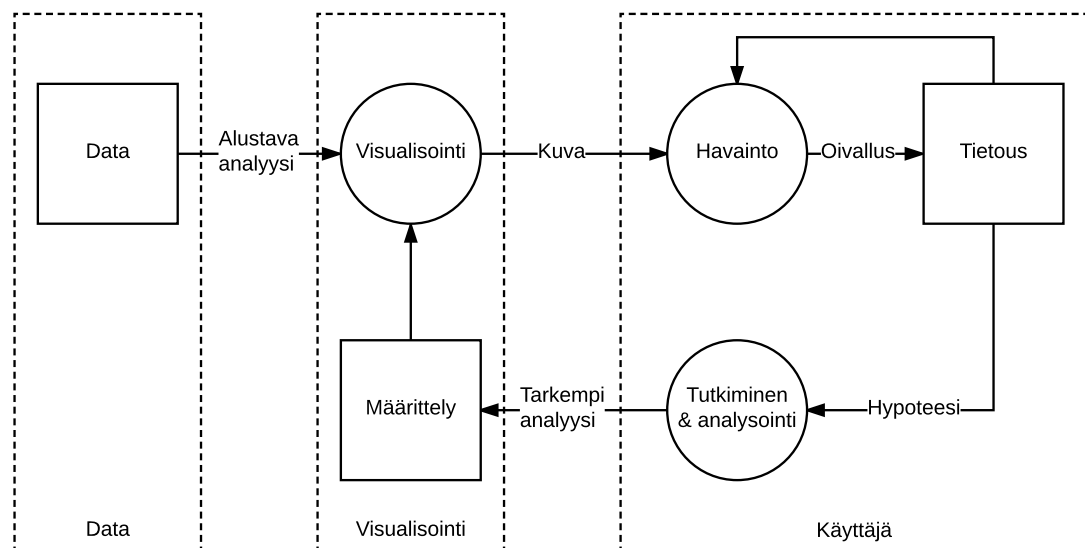 Data
Alustava
analyysi
Visualisointi
Kuva
Havainto
Oivallus
Tietous
Määrittely
Tarkempi
analyysi
Tutkiminen
& analysointi
Hypoteesi
Data
Visualisointi
Käyttäjä